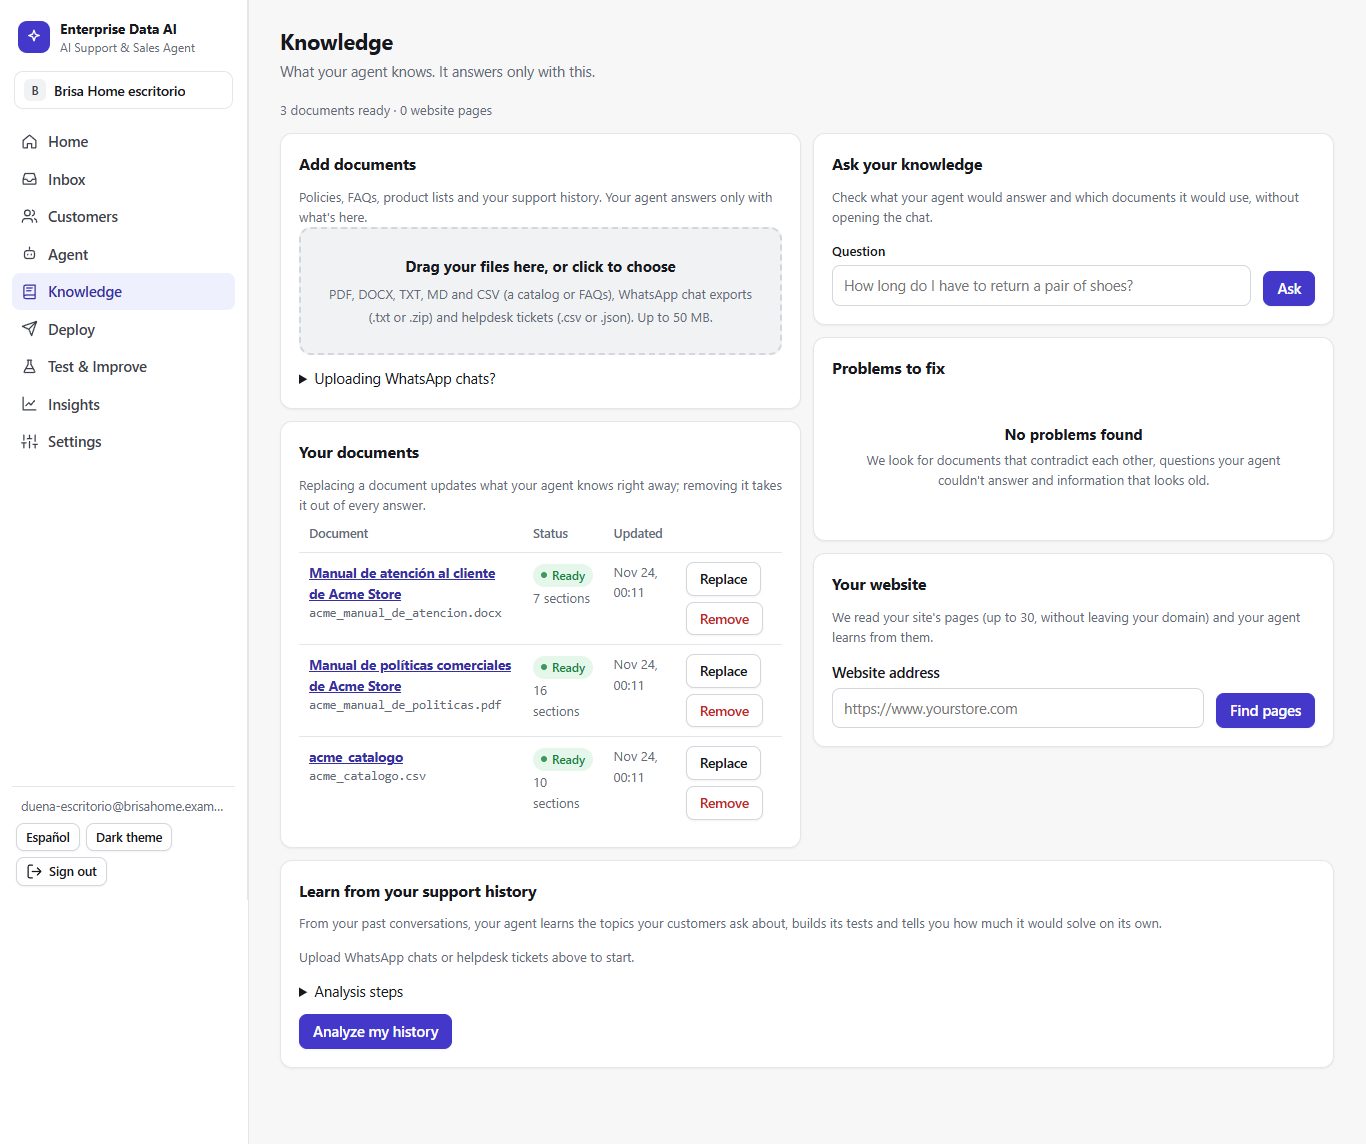 Enterprise Data AI
AI Support & Sales Agent
B Brisa Home escritorio
Home
Inbox
Customers
Agent
Knowledge
Deploy
Test & Improve
Insights
Settings
duena-escritorio@brisahome.exam...
Español Dark theme
Sign out
Knowledge
What your agent knows. It answers only with this.
3 documents ready · 0 website pages
Add documents
Policies, FAQs, product lists and your support history. Your agent answers only with
what's here.
Drag your files here, or click to choose
PDF, DOCX, TXT, MD and CSV (a catalog or FAQs), WhatsApp chat exports
(.txt or .zip) and helpdesk tickets (.csv or .json). Up to 50 MB.
Uploading WhatsApp chats?
Your documents
Replacing a document updates what your agent knows right away; removing it takes
it out of every answer.
Document Status Updated
Manual de atención al cliente
de Acme Store
acme_manual_de_atencion.docx
Ready
7 sections
Nov 24,
00:11
Replace
Remove
Manual de políticas comerciales
de Acme Store
acme_manual_de_politicas.pdf
Ready
16
sections
Nov 24,
00:11
Replace
Remove
acme_catalogo
acme_catalogo.csv
Ready
10
sections
Nov 24,
00:11
Replace
Remove
Ask your knowledge
Check what your agent would answer and which documents it would use, without
opening the chat.
Question
How long do I have to return a pair of shoes?
Ask
Problems to fix
No problems found
We look for documents that contradict each other, questions your agent
couldn't answer and information that looks old.
Your website
We read your site's pages (up to 30, without leaving your domain) and your agent
learns from them.
Website address
https://www.yourstore.com
Find pages
Learn from your support history
From your past conversations, your agent learns the topics your customers ask about, builds its tests and tells you how much it would solve on its own.
Upload WhatsApp chats or helpdesk tickets above to start.
Analysis steps
Analyze my history